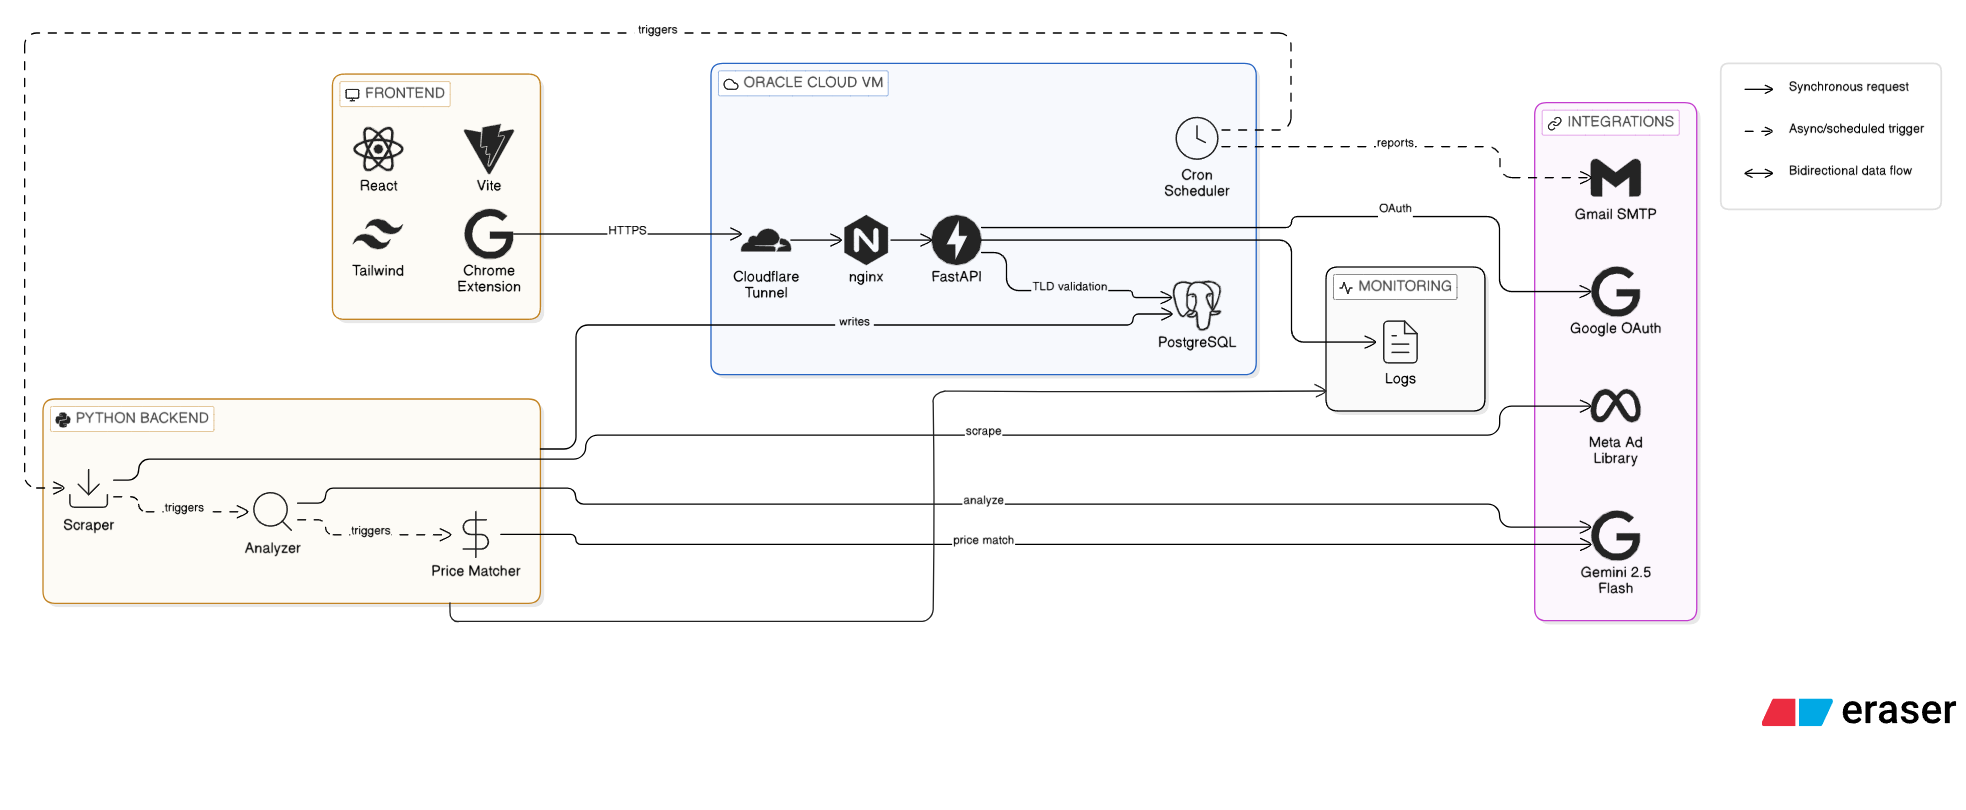 triggers
FRONTEND
React
Vite
Tailwind
Chrome
Extension
HTTPS
ORACLE CLOUD VM
Cron
Scheduler
Cloudflare
Tunnel
nginx
FastAPI
TLD validation
PostgreSQL
writes
reports
OAuth
MONITORING
Logs
INTEGRATIONS
Gmail SMTP
Google OAuth
Meta Ad
Library
Gemini 2.5
Flash
Synchronous request
Async/scheduled trigger
Bidirectional data flow
PYTHON BACKEND
Scraper
triggers
Analyzer
triggers
Price Matcher
scrape
analyze
price match
eraser